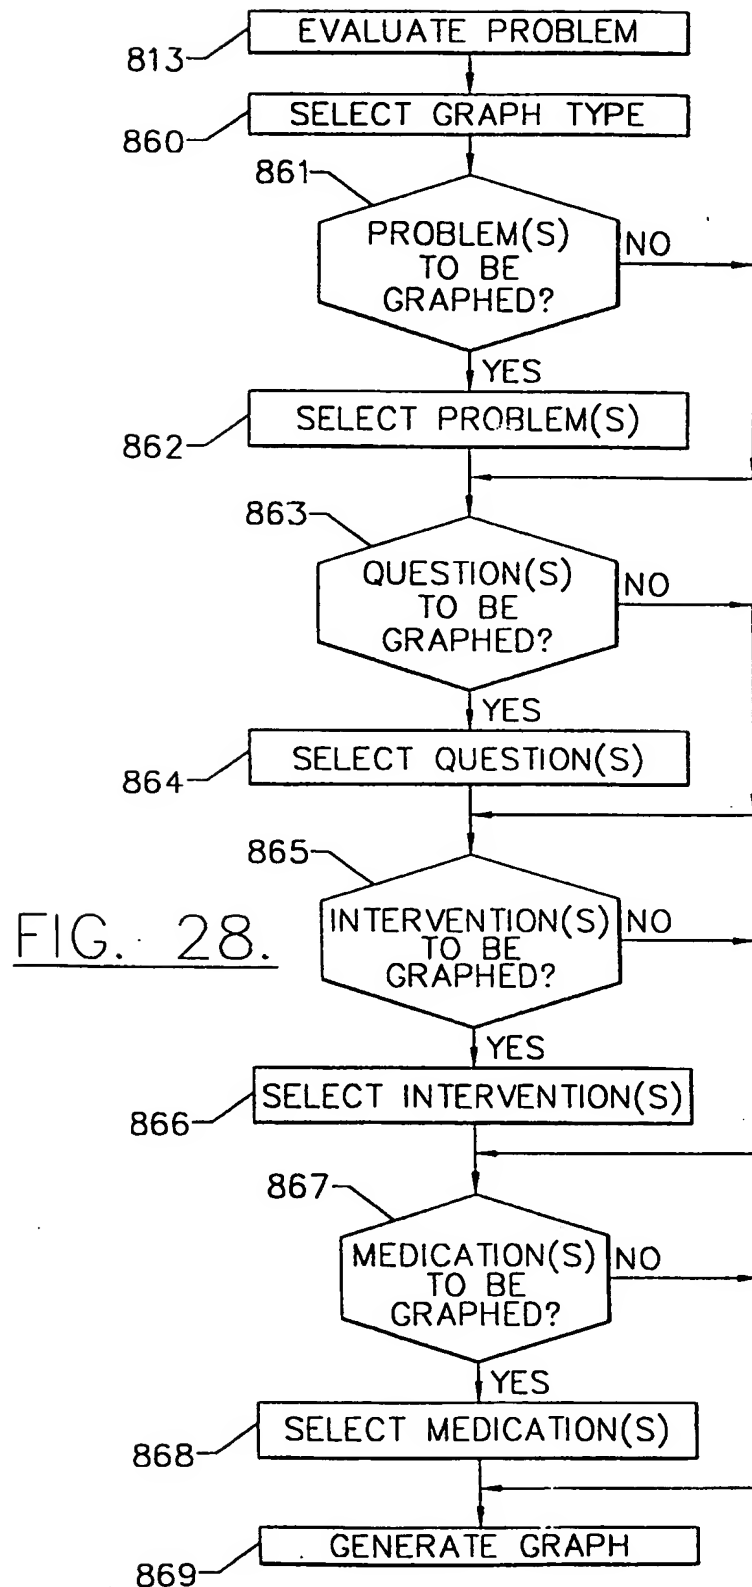 813
EVALUATE PROBLEM
860
SELECT GRAPH TYPE
861
PROBLEM(S)
TO BE
GRAPHED?
NO
YES
862
SELECT PROBLEM(S)
863
QUESTION(S)
TO BE
GRAPHED?
NO
YES
864
SELECT QUESTION(S)
865
INTERVENTION(S)
TO BE
GRAPHED?
NO
FIG. 28.
YES
866
SELECT INTERVENTION(S)
867
MEDICATION(S)
TO BE
GRAPHED?
NO
YES
868
SELECT MEDICATION(S)
869
GENERATE GRAPH